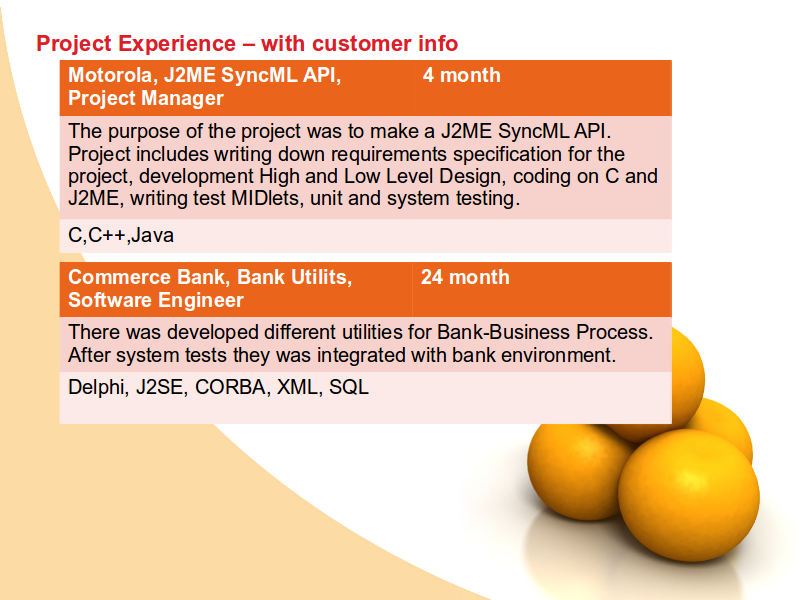 Project Experience – with customer info
Motorola, J2ME SyncML API, 4 month
Project Manager
The purpose of the project was to make a J2ME SyncML API.
Project includes writing down requirements specification for the
project, development High and Low Level Design, coding on C and
J2ME, writing test MIDlets, unit and system testing.
C,C++,Java
Commerce Bank, Bank Utilits, 24 month
Software Engineer
There was developed different utilities for Bank-Business Process.
After system tests they was integrated with bank environment.
Delphi, J2SE, CORBA, XML, SQL